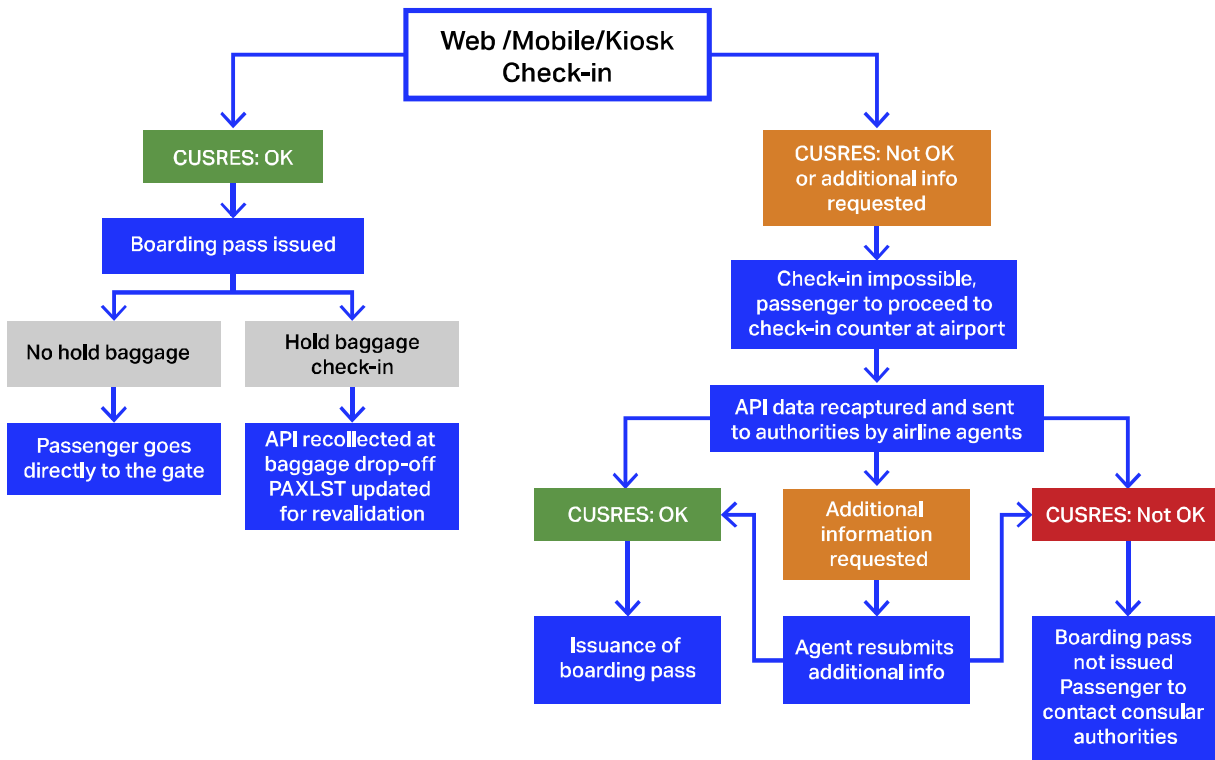 Web /Mobile/Kiosk
Check-in
CUSRES: OK
Boarding pass issued
No hold baggage
Passenger goes
directly to the gate
Hold baggage
check-in
API recollected at
baggage drop-off
PAXLST updated
for revalidation
CUSRES: Not OK
or additional info
requested
Check-in impossible,
passenger to proceed to
check-in counter at airport
API data recaptured and sent
to authorities by airline agents
CUSRES: OK
Issuance of
boarding pass
Additional
information
requested
Agent resubmits
additional info
CUSRES: Not OK
Boarding pass
not issued
Passenger to
contact consular
authorities